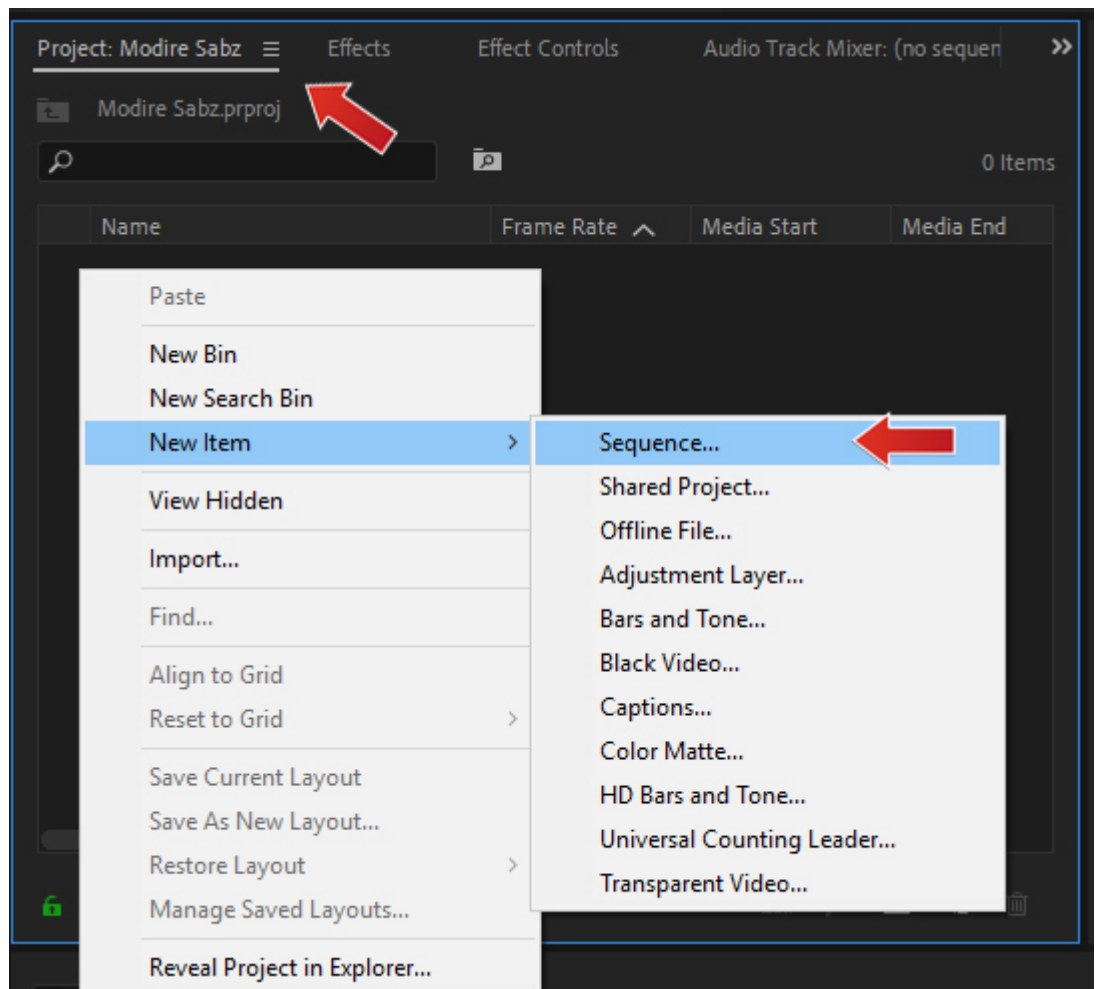 Project: Modire Sabz Effects Effect Controls Audio Track Mixer: (no sequen
Modire Sabz.prproj
0 Items
Name Frame Rate Media Start Media End
Paste
New Bin
New Search Bin
New Item
View Hidden
Import...
Find...
Align to Grid
Reset to Grid
Save Current Layout
Save As New Layout...
Restore Layout
Manage Saved Layouts...
Reveal Project in Explorer...
Sequence...
Shared Project...
Offline File...
Adjustment Layer...
Bars and Tone...
Black Video...
Captions...
Color Matte...
HD Bars and Tone...
Universal Counting Leader...
Transparent Video...